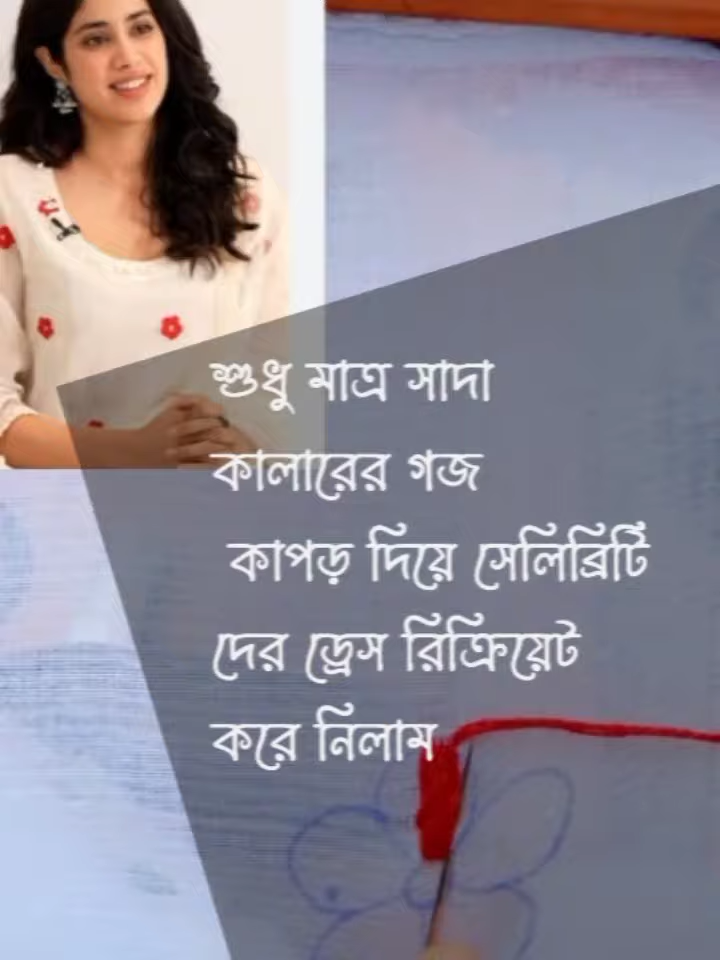 শুধু মাত্র সাদা
কালারের গজ
কাপড় দিয়ে সেলিব্রিটি
দের ড্রেস রিক্রিয়েট
করে নিলাম